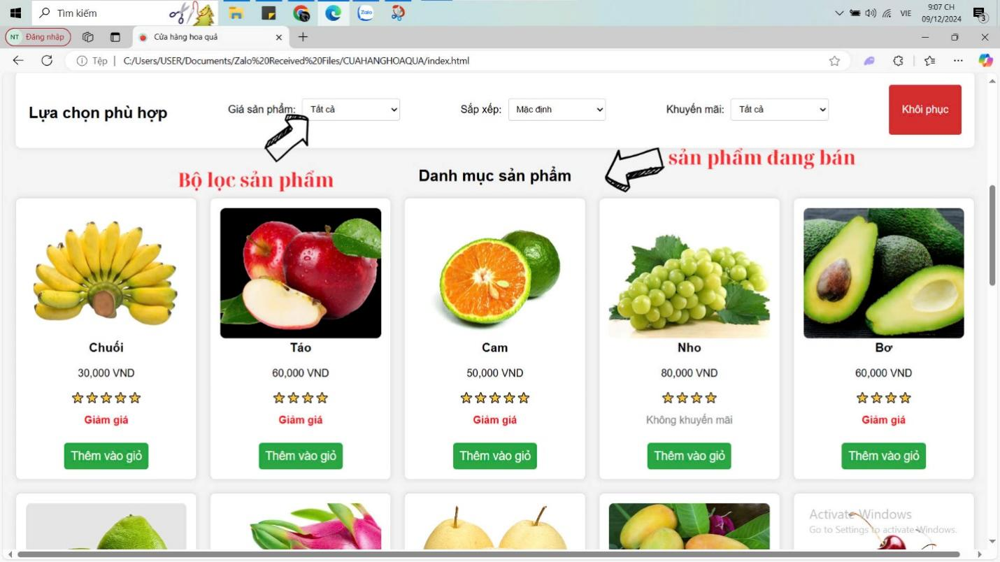 Tìm kiếm
Zalo
VIE
9:07 CH
09/12/2024
3
NT Đăng nhập
Cửa hàng hoa quả
Tệp | C:/Users/USER/Documents/Zalo%20Received%20Files/CUAHANGHOAQUA/index.html
Lựa chọn phù hợp
Giá sản phẩm: Tất cả
Sắp xếp: Mặc định
Khuyến mãi: Tất cả
Khôi phục
Bộ lọc sản phẩm
sản phẩm đang bán
Danh mục sản phẩm
Chuối
30,000 VND
Giảm giá
Thêm vào giỏ
Táo
60,000 VND
Giảm giá
Thêm vào giỏ
Cam
50,000 VND
Giảm giá
Thêm vào giỏ
Nho
80,000 VND
Không khuyến mãi
Thêm vào giỏ
Bơ
60,000 VND
Giảm giá
Thêm vào giỏ
Activate Windows
Go to Settings to activate Windows.